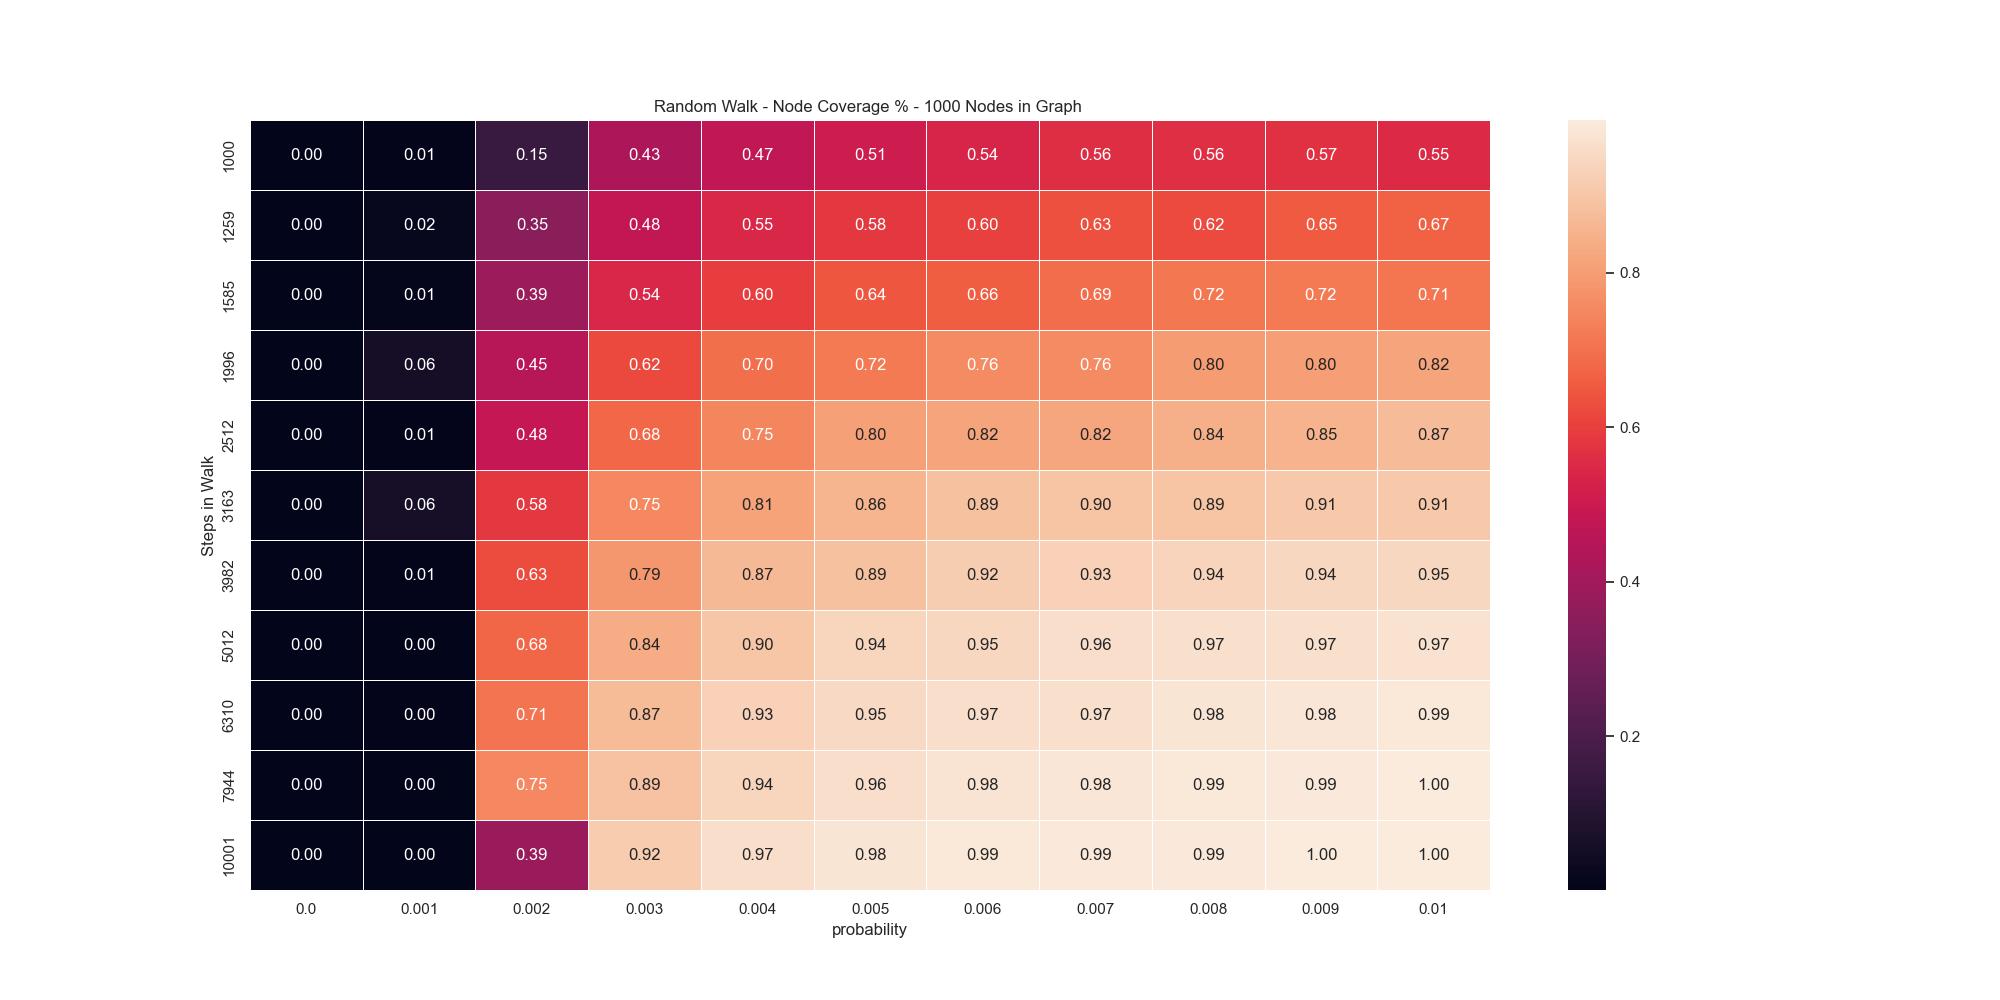 Random Walk - Node Coverage % - 1000 Nodes in Graph
Steps in Walk
1000 0.00 0.01 0.15 0.43 0.47 0.51 0.54 0.56 0.56 0.57 0.55
1259 0.00 0.02 0.35 0.48 0.55 0.58 0.60 0.63 0.62 0.65 0.67
1585 0.00 0.01 0.39 0.54 0.60 0.64 0.66 0.69 0.72 0.72 0.71
1996 0.00 0.06 0.45 0.62 0.70 0.72 0.76 0.76 0.80 0.80 0.82
2512 0.00 0.01 0.48 0.68 0.75 0.80 0.82 0.82 0.84 0.85 0.87
3163 0.00 0.06 0.58 0.75 0.81 0.86 0.89 0.90 0.89 0.91 0.91
3982 0.00 0.01 0.63 0.79 0.87 0.89 0.92 0.93 0.94 0.94 0.95
5012 0.00 0.00 0.68 0.84 0.90 0.94 0.95 0.96 0.97 0.97 0.97
6310 0.00 0.00 0.71 0.87 0.93 0.95 0.97 0.97 0.98 0.98 0.99
7944 0.00 0.00 0.75 0.89 0.94 0.96 0.98 0.98 0.99 0.99 1.00
10001 0.00 0.00 0.39 0.92 0.97 0.98 0.99 0.99 0.99 1.00 1.00
0.0 0.001 0.002 0.003 0.004 0.005 0.006 0.007 0.008 0.009 0.01
probability
0.8
0.6
0.4
0.2